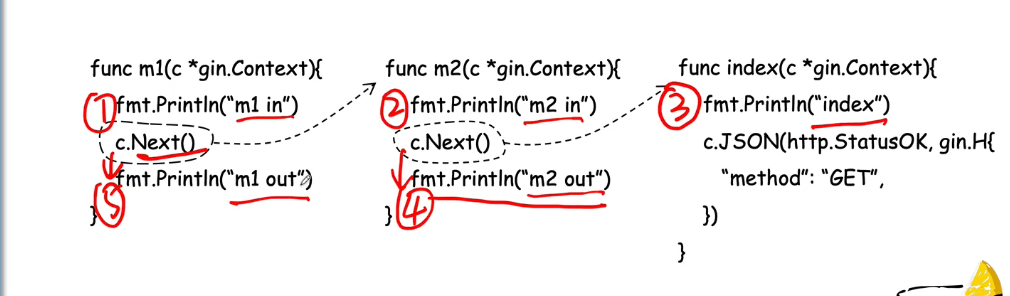 func m1(c *gin.Context){
① fmt.Println("m1 in")
c.Next()
fmt.Println("m1 out")
⑤
}
func m2(c *gin.Context){
② fmt.Println("m2 in")
c.Next()
fmt.Println("m2 out")
④
}
func index(c *gin.Context){
③ fmt.Println("index")
c.JSON(http.StatusOK, gin.H{
"method": "GET",
})
}